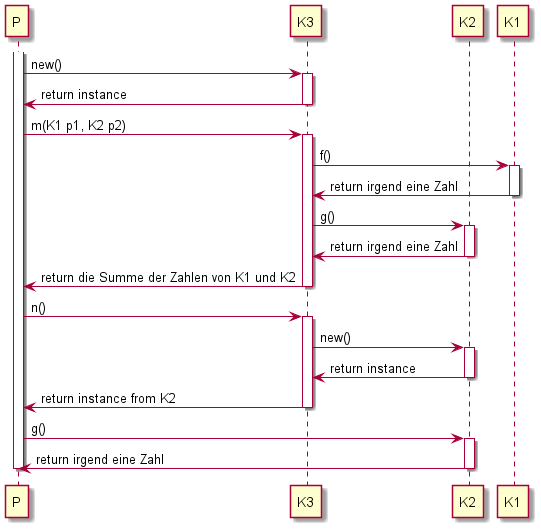 P K3 K2 K1
new()
return instance
m(K1 p1, K2 p2)
f()
return irgend eine Zahl
g()
return irgend eine Zahl
return die Summe der Zahlen von K1 und K2
n()
new()
return instance
return instance from K2
g()
return irgend eine Zahl
P K3 K2 K1